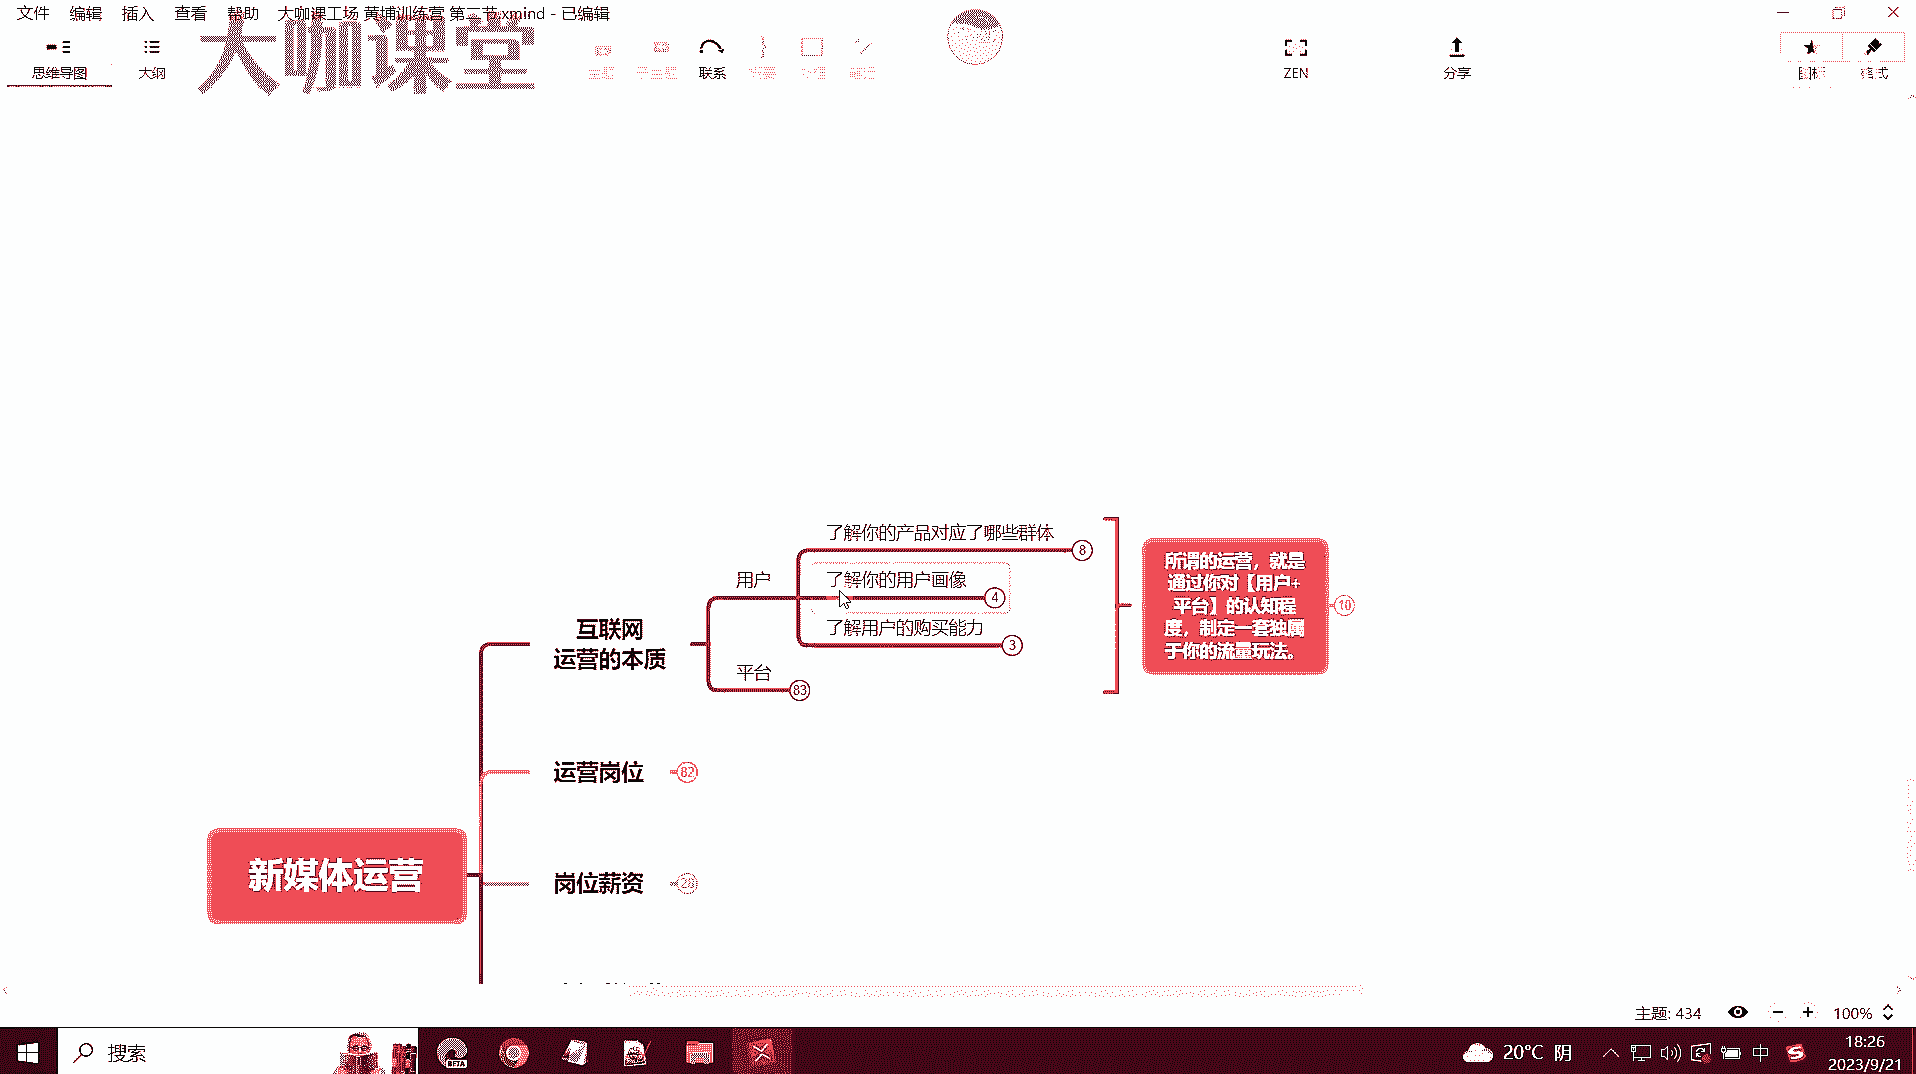 文件 编辑 插入 查看 帮助 大咖课工场 黄埔训练营 第二节.xmind - 已编辑
大咖课堂
思维导图 大纲 联系 ZEN 分享 图标 格式
了解你的产品对应了哪些群体
8
用户
了解你的用户画像
4
了解用户的购买能力
3
互联网
运营的本质
平台
83
所谓的运营，就是
通过你对【用户+
平台】的认知程
度，制定一套独属
于你的流量玩法。
10
运营岗位
82
新媒体运营
岗位薪资
28
主题: 434
100%
搜索
BETA
20°C 阴
中
18:26
2023/9/21